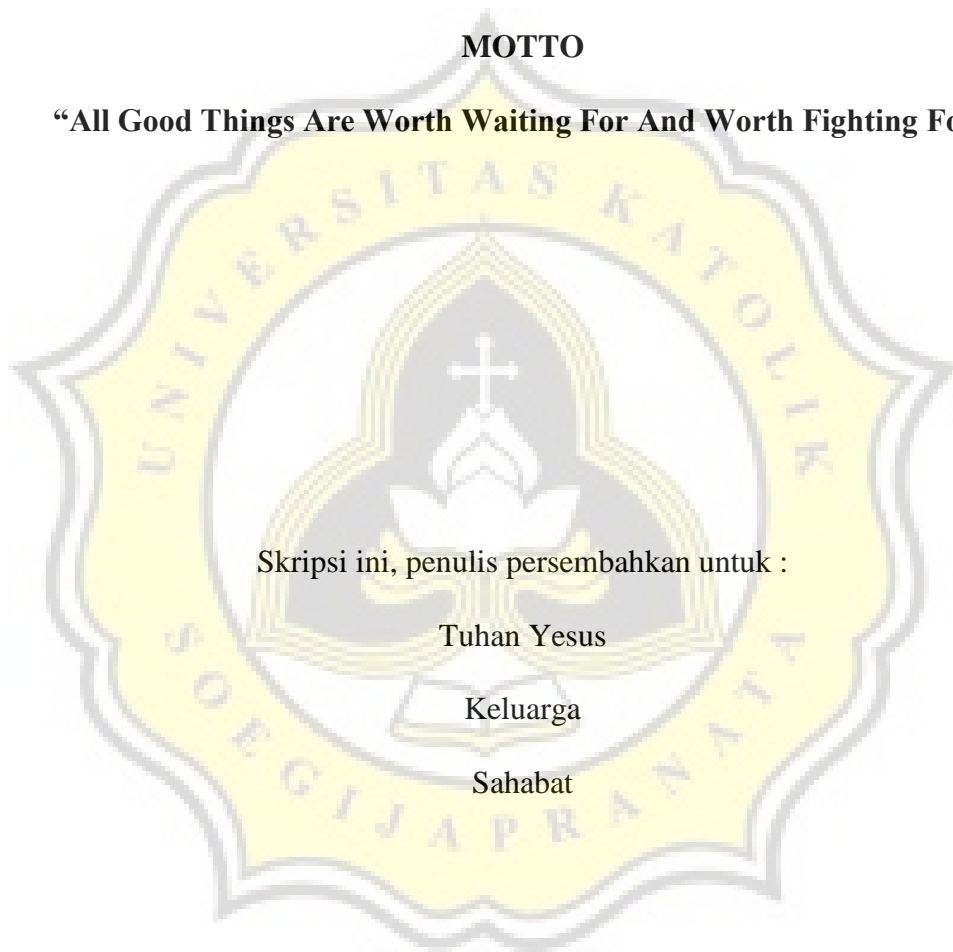 MOTTO
“All Good Things Are Worth Waiting For And Worth Fighting Fo
UNIVERSITAS KATOLIK
Skripsi ini, penulis persembahkan untuk :
Tuhan Yesus
Keluarga
Sahabat
SOEGIJAPRANATA